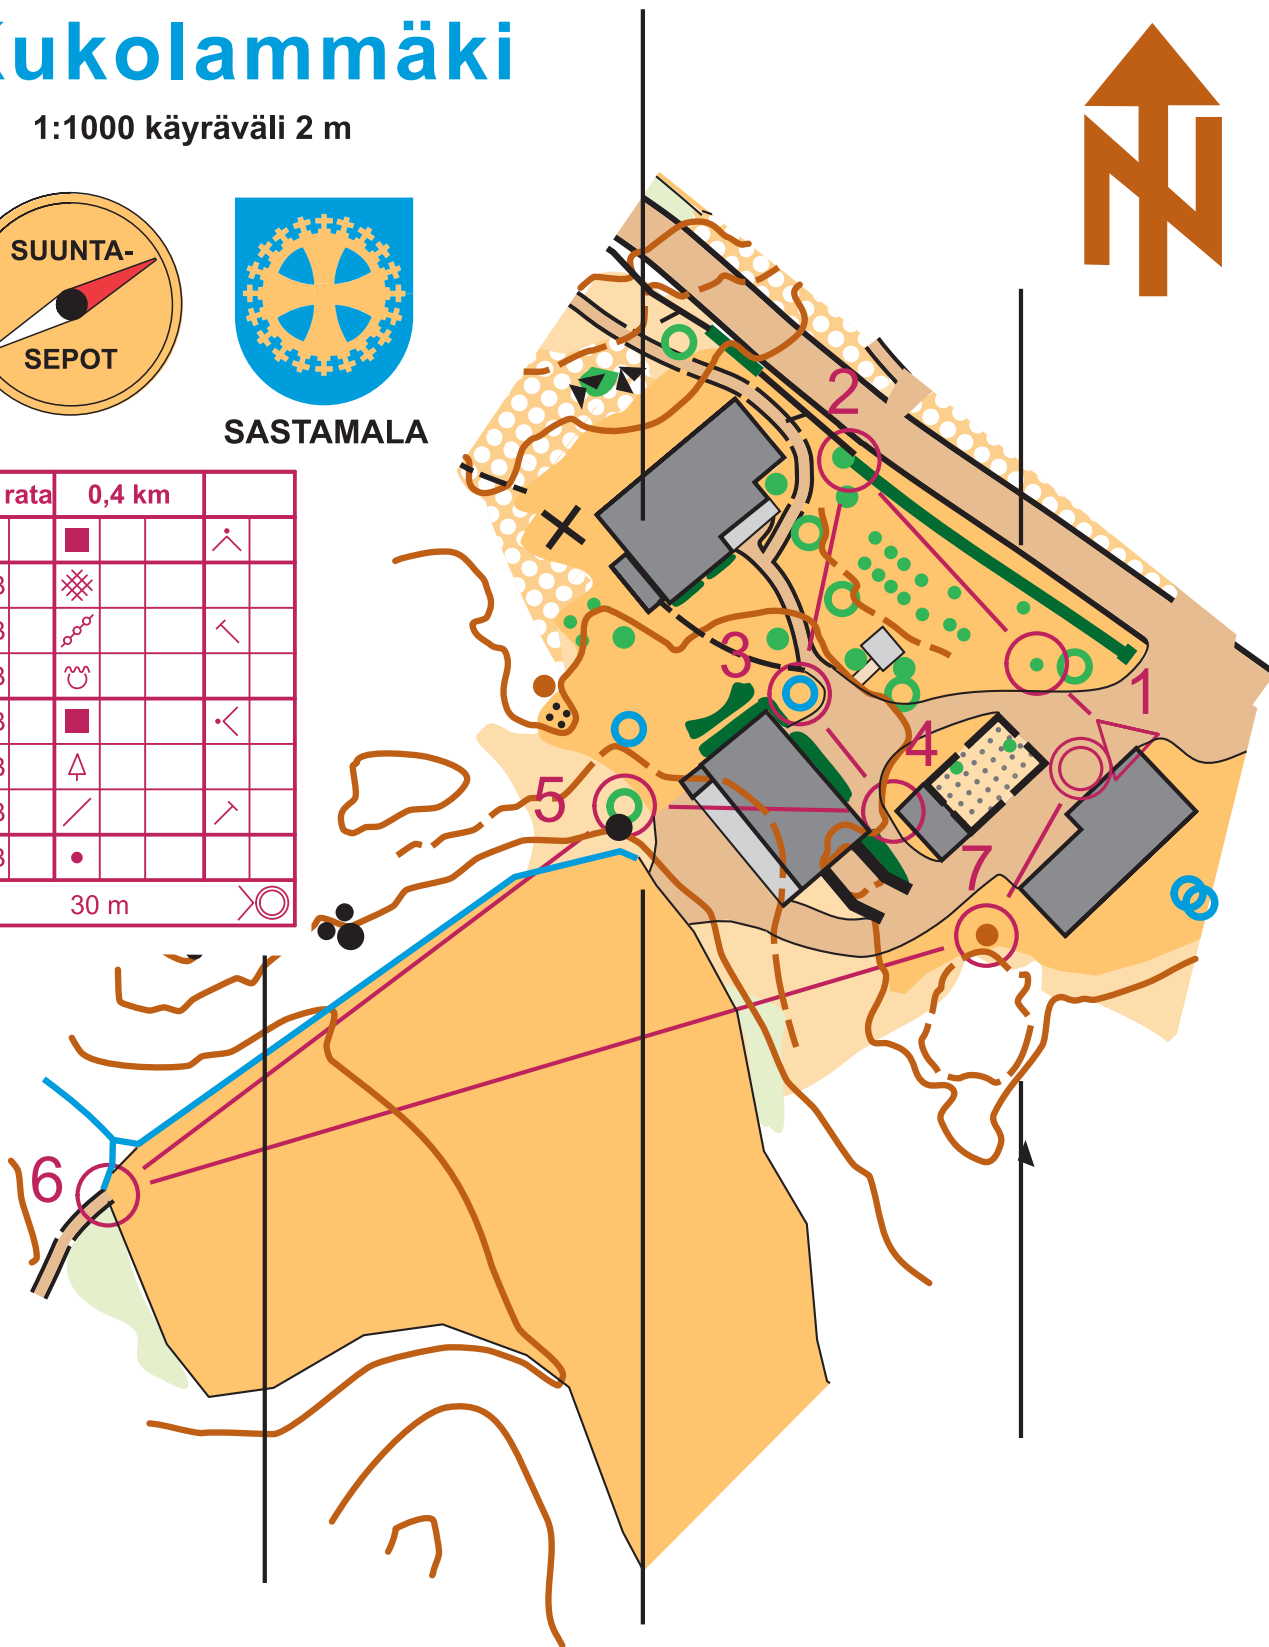 Kukolammäki
1:1000 käyräväli 2 m
SUUNTA-
SEPOT
SASTAMALA
rata 0,4 km
30 m
2
1
3
4
5
7
6